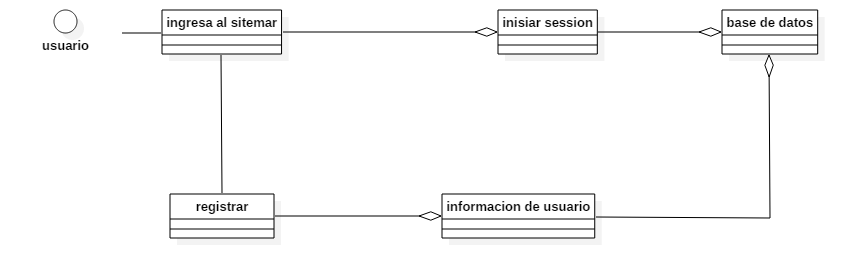 ingresa al sitemar
inisiar session
base de datos
usuario
registrar
informacion de usuario